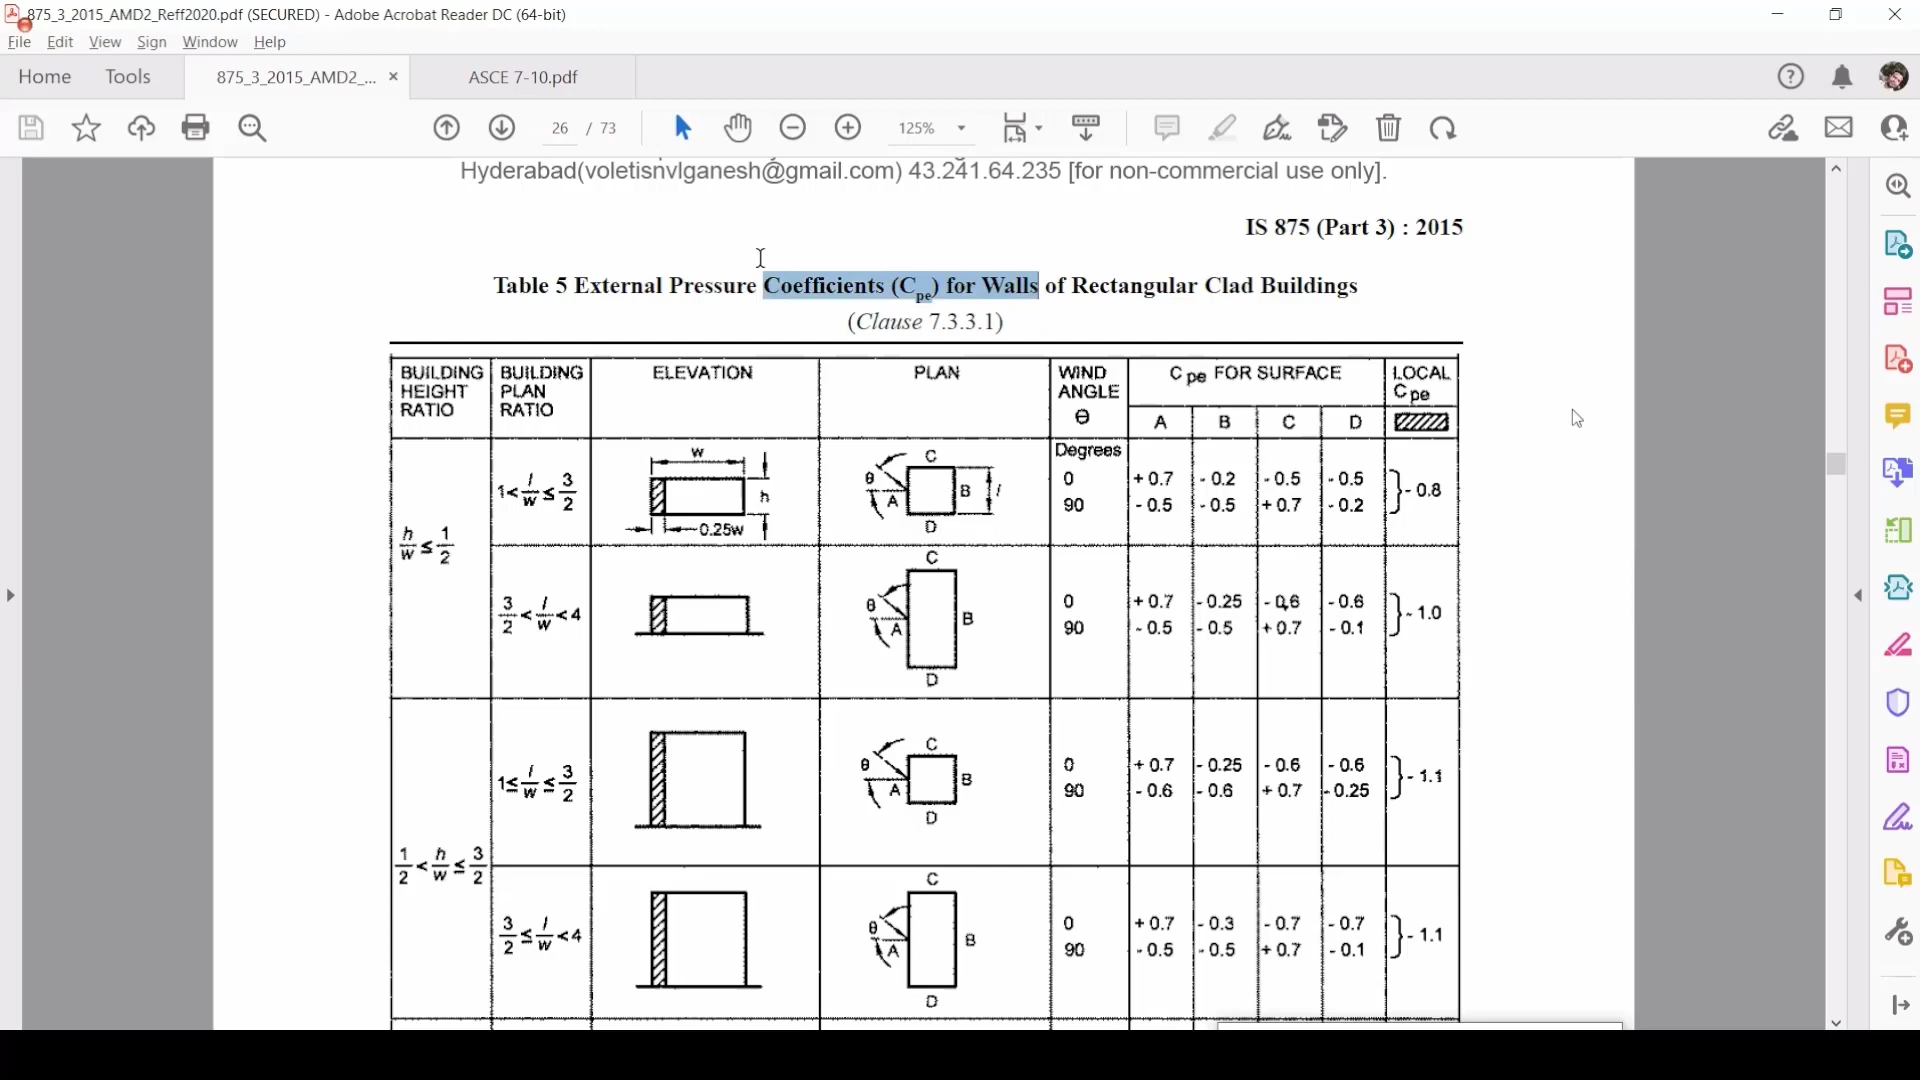 875_3_2015_AMD2_Reff2020.pdf (SECURED) - Adobe Acrobat Reader DC (64-bit)
File Edit View Sign Window Help
Home Tools 875_3_2015_AMD2_... × ASCE 7-10.pdf
26 / 73 125%
Hyderabad(voletisnvlganesh@gmail.com) 43.241.64.235 [for non-commercial use only].
IS 875 (Part 3) : 2015
Table 5 External Pressure Coefficients (Cpe) for Walls of Rectangular Clad Buildings
(Clause 7.3.3.1)
BUILDING HEIGHT RATIO BUILDING PLAN RATIO ELEVATION PLAN WIND ANGLE θ Cpe FOR SURFACE LOCAL Cpe
A B C D
Degrees
h/w ≤ 1/2
1 < l/w ≤ 3/2
w h 0.25w
C θ A B l D
0 +0.7 -0.2 -0.5 -0.5
90 -0.5 -0.5 +0.7 -0.2
-0.8
3/2 < l/w < 4
C θ A B D
0 +0.7 -0.25 -0.6 -0.6
90 -0.5 -0.5 +0.7 -0.1
-1.0
1/2 < h/w ≤ 3/2
1 ≤ l/w ≤ 3/2
C θ A B D
0 +0.7 -0.25 -0.6 -0.6
90 -0.6 -0.6 +0.7 -0.25
-1.1
3/2 ≤ l/w < 4
C θ A B D
0 +0.7 -0.3 -0.7 -0.7
90 -0.5 -0.5 +0.7 -0.1
-1.1